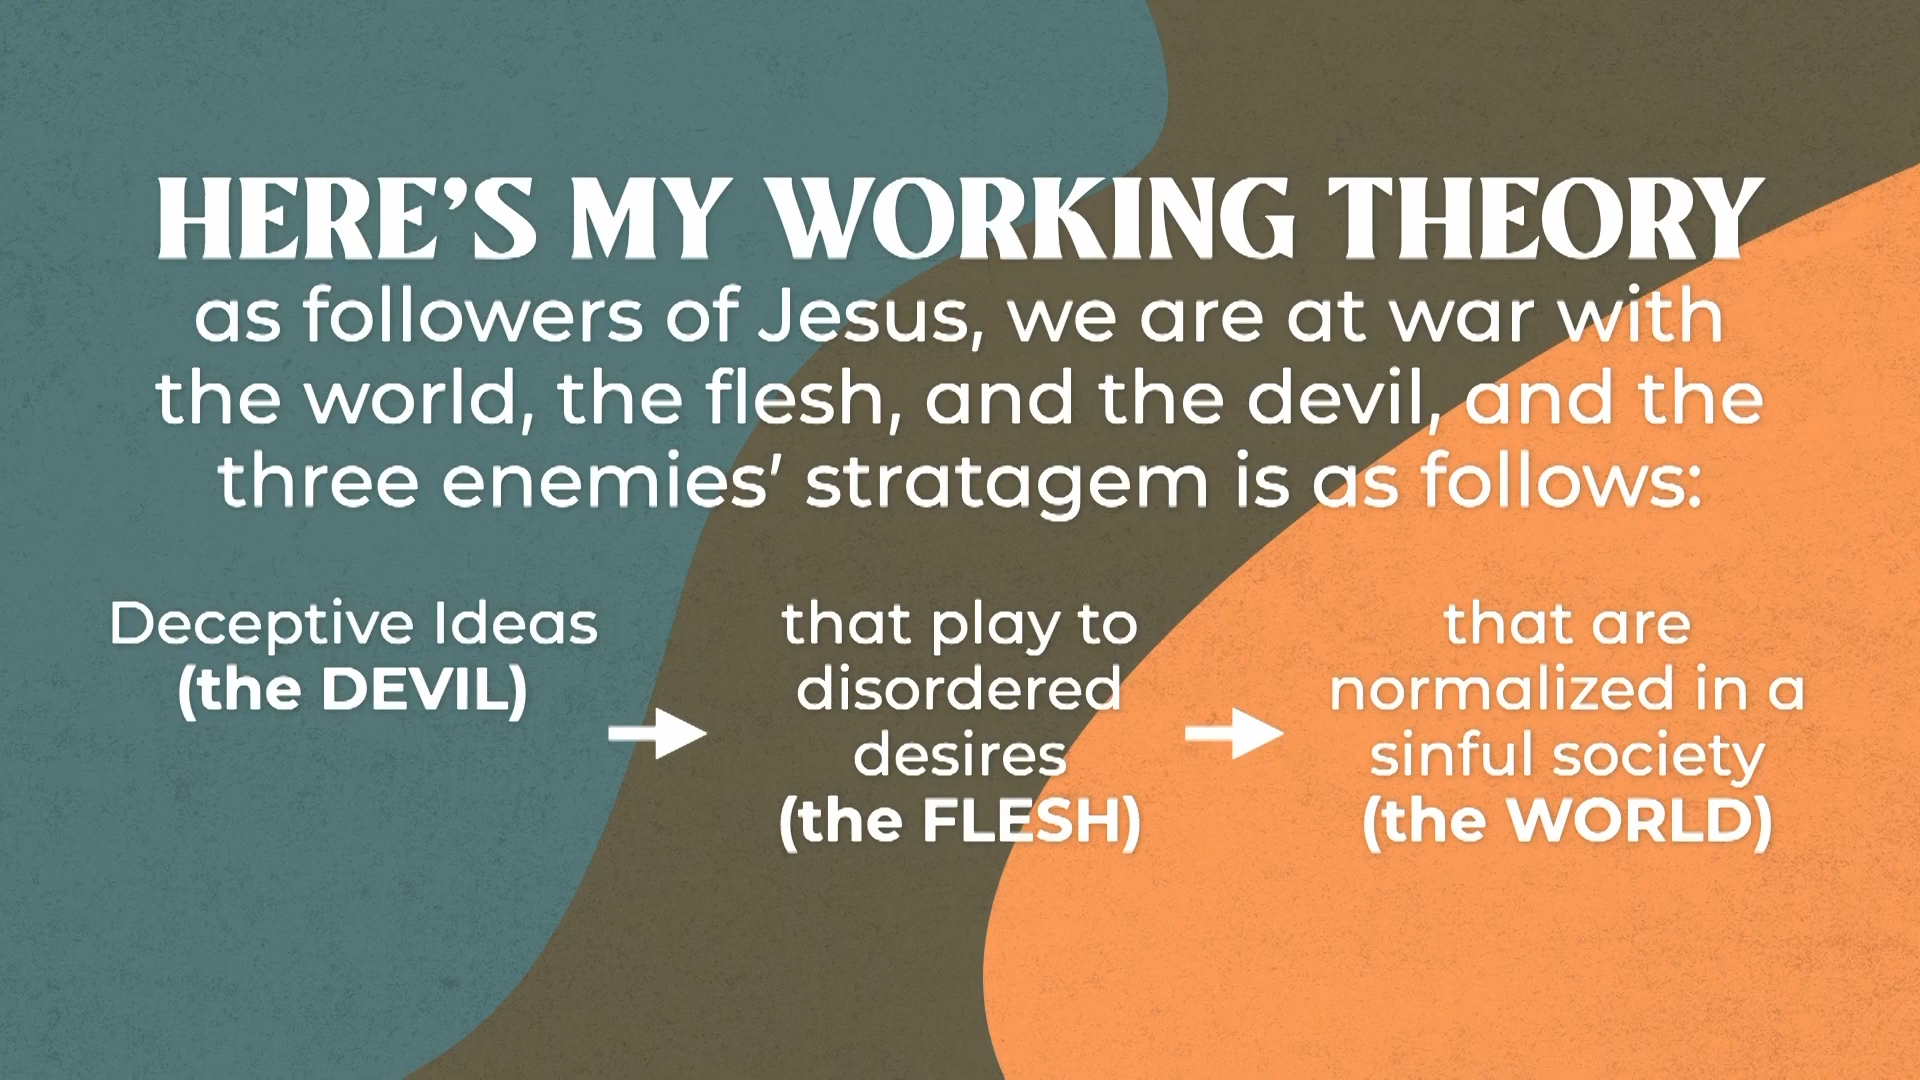 HERE'S MY WORKING THEORY
as followers of Jesus, we are at war with
the world, the flesh, and the devil, and the
three enemies' stratagem is as follows:
Deceptive Ideas
(the DEVIL)
that play to
disordered
desires
(the FLESH)
that are
normalized in a
sinful society
(the WORLD)